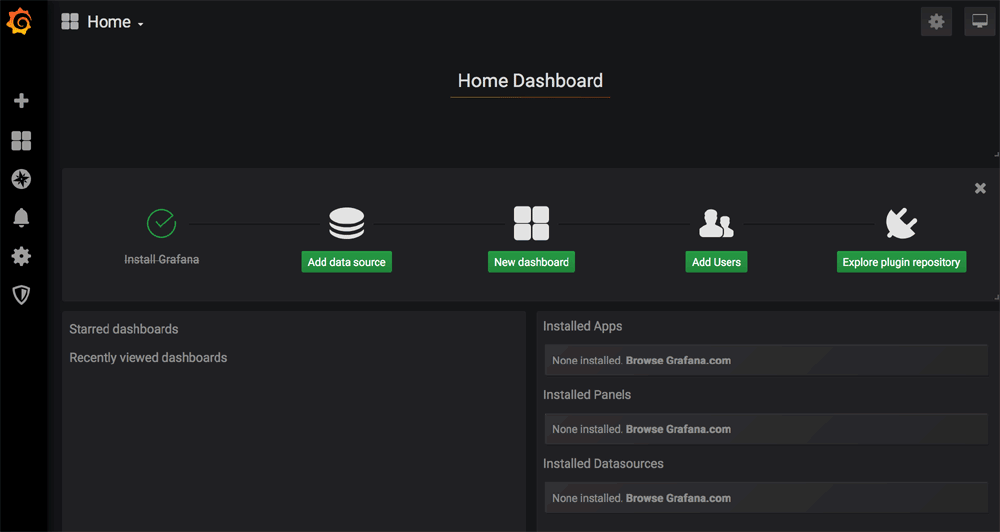 Home
Home Dashboard
Install Grafana
Add data source
New dashboard
Add Users
Explore plugin repository
Starred dashboards
Recently viewed dashboards
Installed Apps
None installed. Browse Grafana.com
Installed Panels
None installed. Browse Grafana.com
Installed Datasources
None installed. Browse Grafana.com